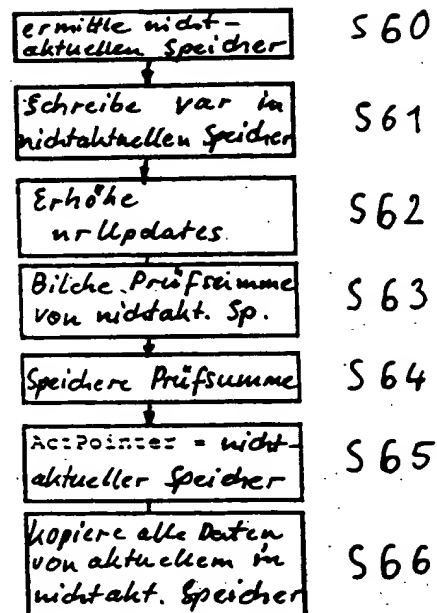 ermittle nicht-
aktuellen Speicher
S60
Schreibe var in
nichtaktuellen Speicher
S61
Erhöhe
nrUpdates
S62
Bilche Prüfsumme
von nichtakt. Sp.
S63
Speichere Prüfsumme
S64
ActPointer = nicht-
aktueller Speicher
S65
kopiere alle Daten
von aktuellem in
nichtakt. Speicher
S66